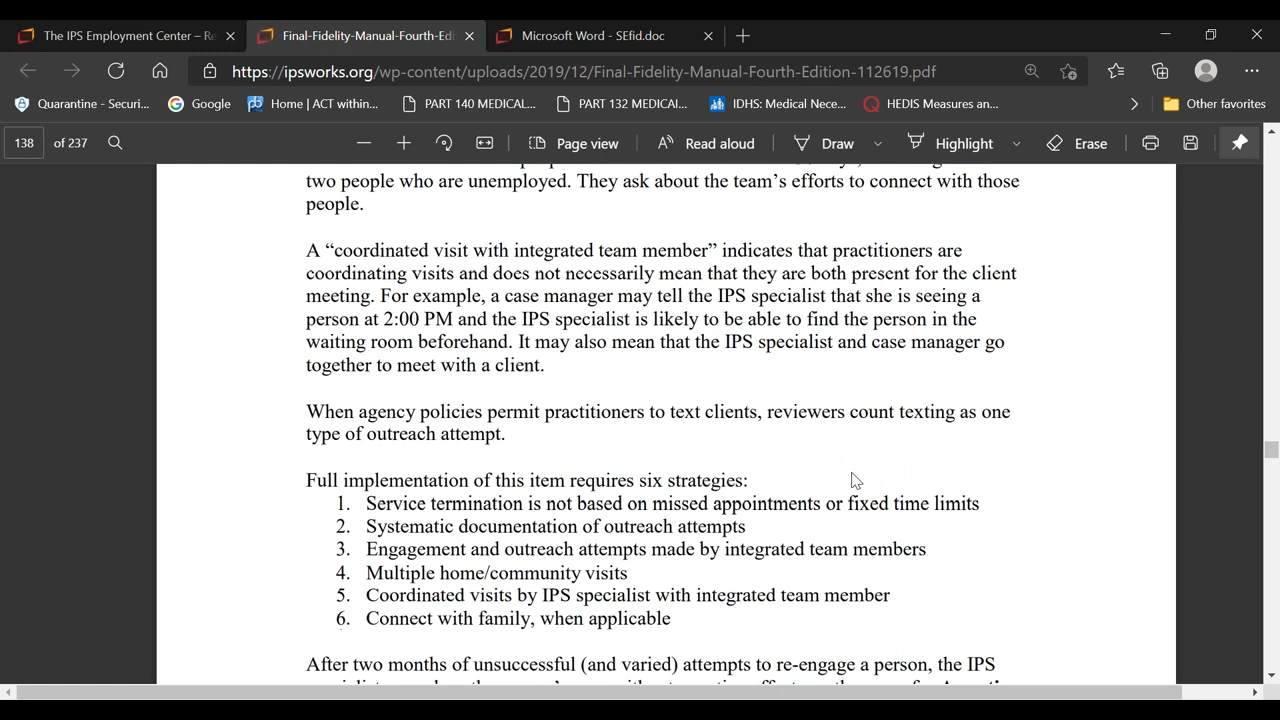 The IPS Employment Center – Re
Final-Fidelity-Manual-Fourth-Edi
Microsoft Word - SEfid.doc
https://ipsworks.org/wp-content/uploads/2019/12/Final-Fidelity-Manual-Fourth-Edition-112619.pdf
Quarantine - Securi...
Google
Home | ACT within...
PART 140 MEDICAL...
PART 132 MEDICAI...
IDHS: Medical Nece...
HEDIS Measures an...
Other favorites
138 of 237
Page view
Read aloud
Draw
Highlight
Erase
two people who are unemployed. They ask about the team’s efforts to connect with those
people.
A “coordinated visit with integrated team member” indicates that practitioners are
coordinating visits and does not necessarily mean that they are both present for the client
meeting. For example, a case manager may tell the IPS specialist that she is seeing a
person at 2:00 PM and the IPS specialist is likely to be able to find the person in the
waiting room beforehand. It may also mean that the IPS specialist and case manager go
together to meet with a client.
When agency policies permit practitioners to text clients, reviewers count texting as one
type of outreach attempt.
Full implementation of this item requires six strategies:
1. Service termination is not based on missed appointments or fixed time limits
2. Systematic documentation of outreach attempts
3. Engagement and outreach attempts made by integrated team members
4. Multiple home/community visits
5. Coordinated visits by IPS specialist with integrated team member
6. Connect with family, when applicable
After two months of unsuccessful (and varied) attempts to re-engage a person, the IPS